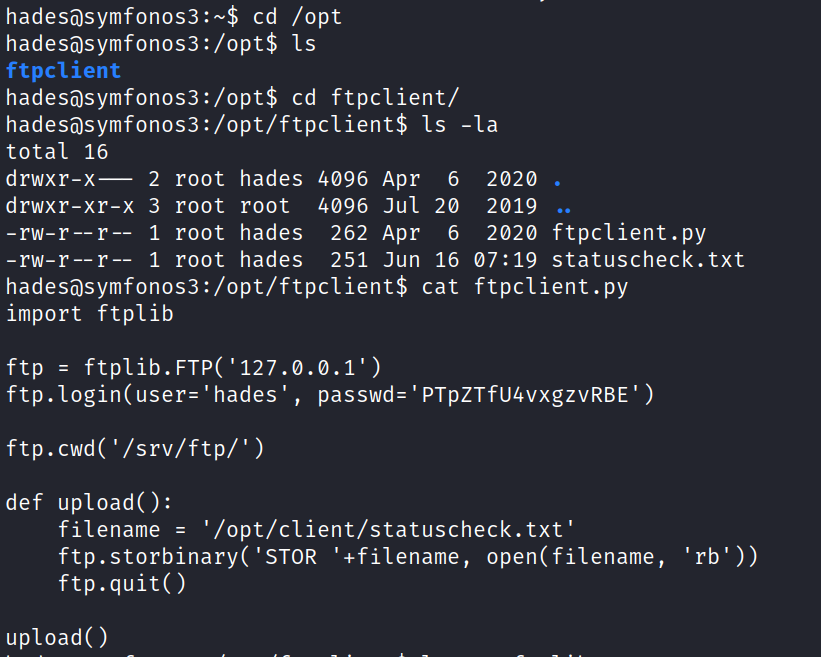 hades@symfonos3:~$ cd /opt
hades@symfonos3:/opt$ ls
ftpclient
hades@symfonos3:/opt$ cd ftpclient/
hades@symfonos3:/opt/ftpclient$ ls -la
total 16
drwxr-x--- 2 root hades 4096 Apr  6  2020 .
drwxr-xr-x 3 root root  4096 Jul 20  2019 ..
-rw-r--r-- 1 root hades  262 Apr  6  2020 ftpclient.py
-rw-r--r-- 1 root hades  251 Jun 16 07:19 statuscheck.txt
hades@symfonos3:/opt/ftpclient$ cat ftpclient.py
import ftplib

ftp = ftplib.FTP('127.0.0.1')
ftp.login(user='hades', passwd='PTpZTfU4vxgzvRBE')

ftp.cwd('/srv/ftp/')

def upload():
    filename = '/opt/client/statuscheck.txt'
    ftp.storbinary('STOR '+filename, open(filename, 'rb'))
    ftp.quit()

upload()